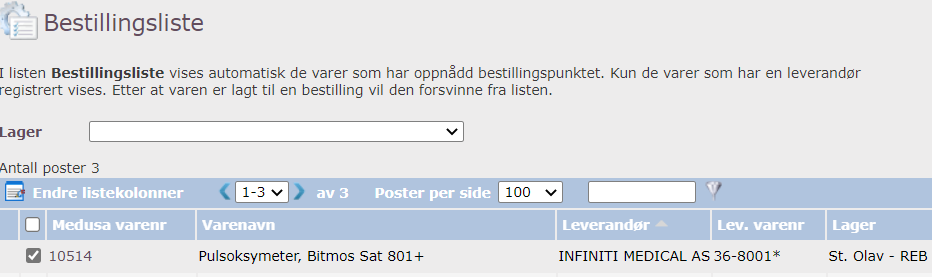 Bestillingsliste
I listen Bestillingsliste vises automatisk de varer som har oppnådd bestillingspunktet. Kun de varer som har en leverandør
registrert vises. Etter at varen er lagt til en bestilling vil den forsvinne fra listen.
Lager
Antall poster 3
Endre listekolonner 1-3 av 3 Poster per side 100
Medusa varenr Varenavn Leverandør Lev. varenr Lager
10514 Pulsoksymeter, Bitmos Sat 801+ INFINITI MEDICAL AS 36-8001* St. Olav - REB